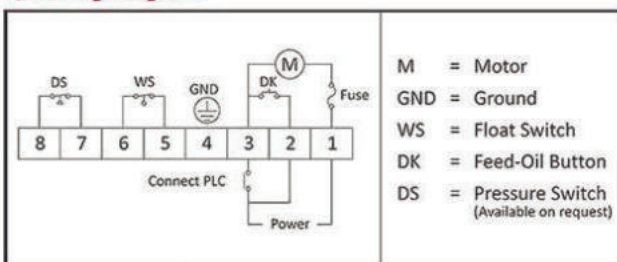 M
DS
WS
GND
DK
Fuse
8 7 6 5 4 3 2 1
Connect PLC
Power
M = Motor
GND = Ground
WS = Float Switch
DK = Feed-Oil Button
DS = Pressure Switch
(Available on request)